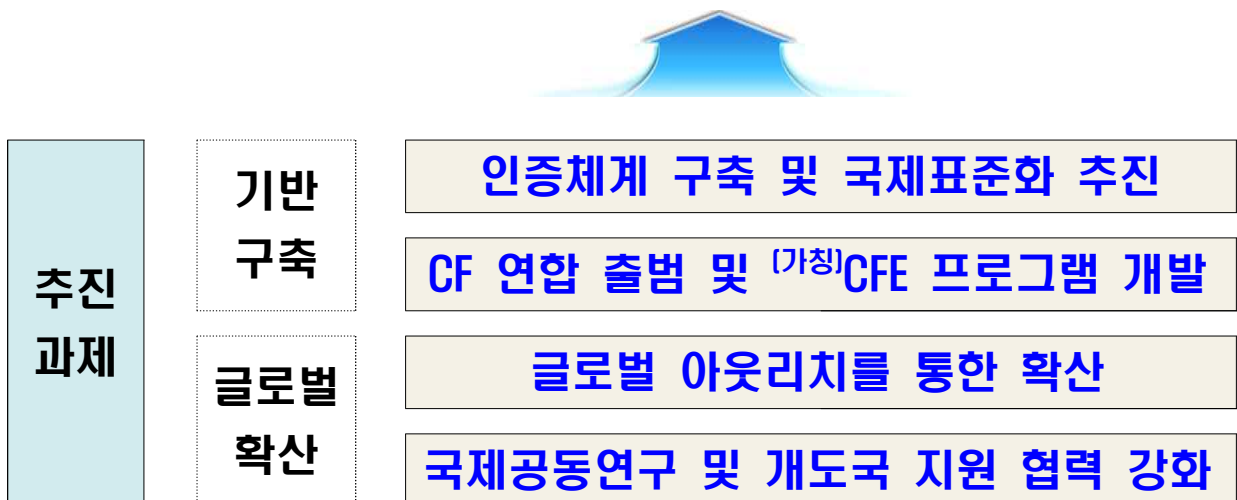 추진
과제
기반
구축
인증체계 구축 및 국제표준화 추진
CF 연합 출범 및 (가칭)CFE 프로그램 개발
글로벌
확산
글로벌 아웃리치를 통한 확산
국제공동연구 및 개도국 지원 협력 강화